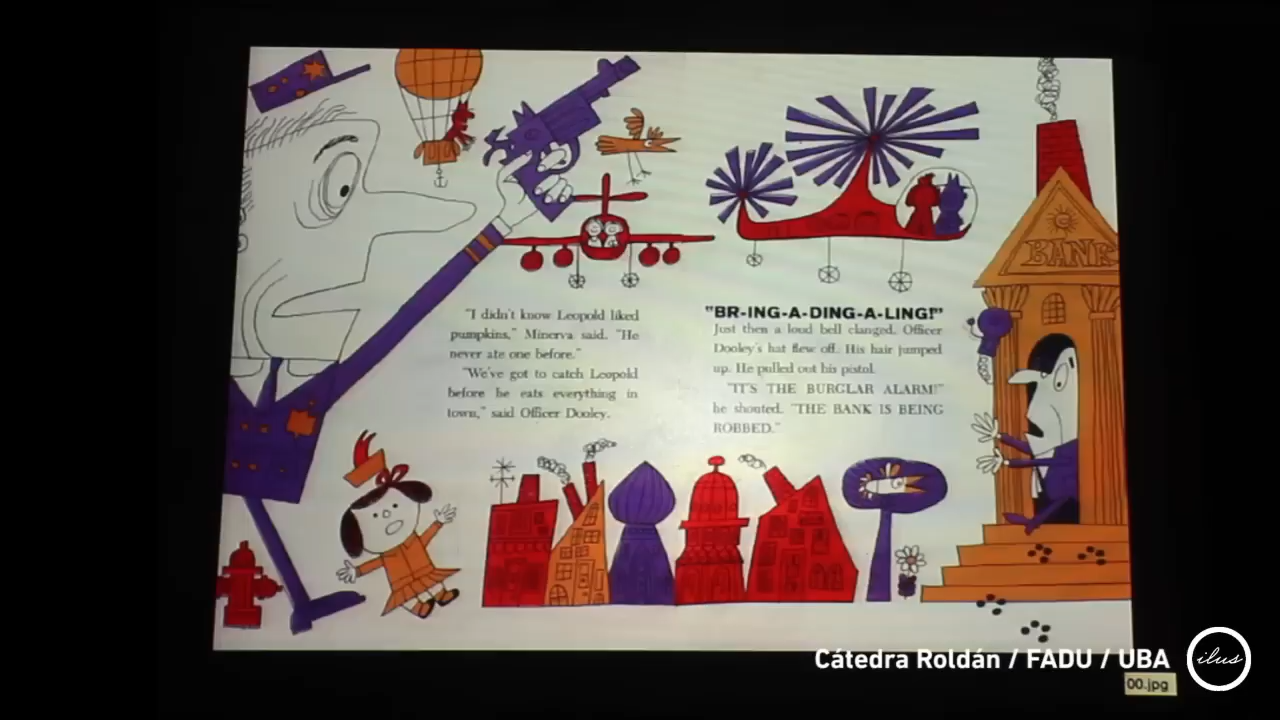 BANK
"I didn't know Leopold liked
pumpkins," Minerva said. "He
never ate one before."
"We've got to catch Leopold
before he eats everything in
town," said Officer Dooley.
"BR-ING-A-DING-A-LING!"
Just then a loud bell clanged. Officer
Dooley's hat flew off. His hair jumped
up. He pulled out his pistol.
"IT'S THE BURGLAR ALARM!"
he shouted. "THE BANK IS BEING
ROBBED."
Cátedra Roldán / FADU / UBA
ilus
00.jpg